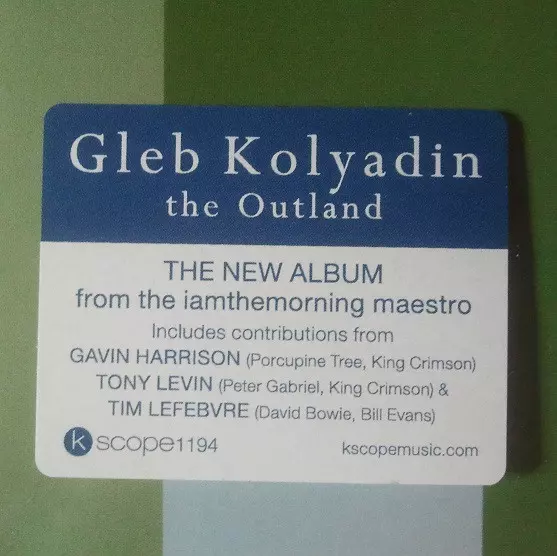 Gleb Kolyadin
the Outland
THE NEW ALBUM
from the iamthemorning maestro
Includes contributions from
GAVIN HARRISON (Porcupine Tree, King Crimson)
TONY LEVIN (Peter Gabriel, King Crimson) &
TIM LEFEBVRE (David Bowie, Bill Evans)
kscope1194 kscopemusic.com